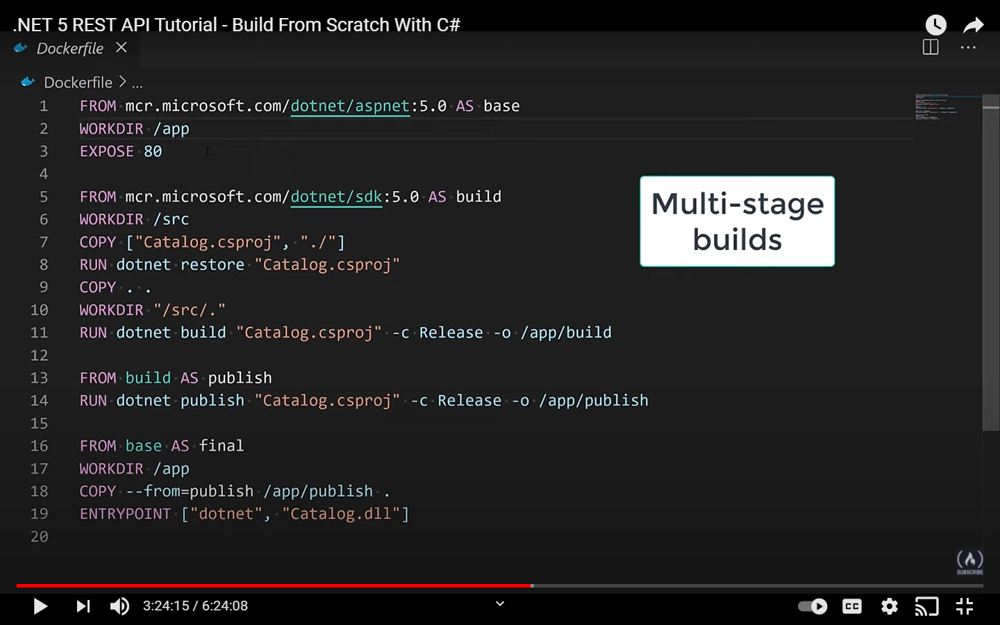 .NET 5 REST API Tutorial - Build From Scratch With C#
Dockerfile
Dockerfile > ...
1 FROM mcr.microsoft.com/dotnet/aspnet:5.0 AS base
2 WORKDIR /app
3 EXPOSE 80
4
5 FROM mcr.microsoft.com/dotnet/sdk:5.0 AS build
6 WORKDIR /src
7 COPY ["Catalog.csproj", "./"]
8 RUN dotnet restore "Catalog.csproj"
9 COPY . .
10 WORKDIR "/src/."
11 RUN dotnet build "Catalog.csproj" -c Release -o /app/build
12
13 FROM build AS publish
14 RUN dotnet publish "Catalog.csproj" -c Release -o /app/publish
15
16 FROM base AS final
17 WORKDIR /app
18 COPY --from=publish /app/publish .
19 ENTRYPOINT ["dotnet", "Catalog.dll"]
20
Multi-stage
builds
SUBSCRIBE
3:24:15 / 6:24:08
CC